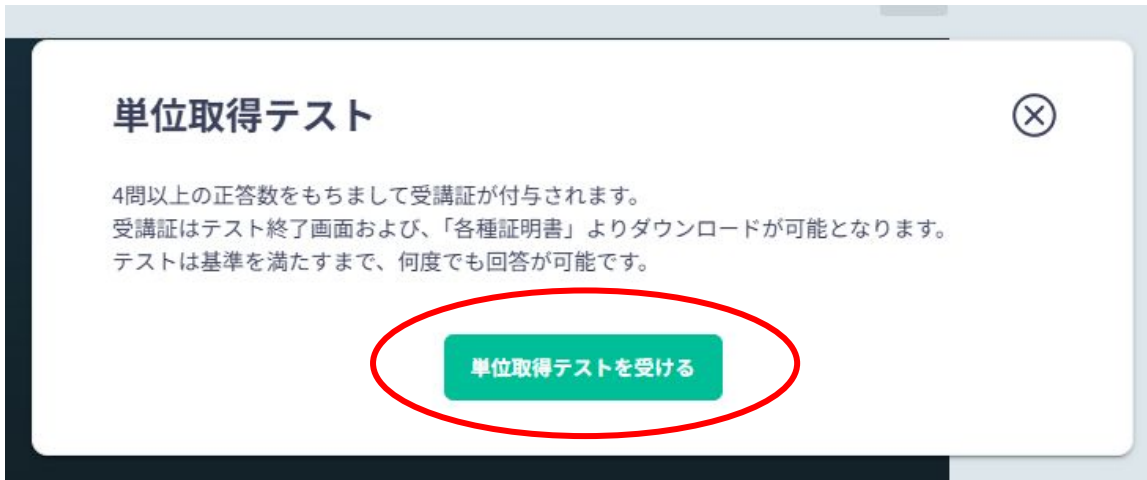 単位取得テスト
4問以上の正答数をもちまして受講証が付与されます。
受講証はテスト終了画面および、「各種証明書」よりダウンロードが可能となります。
テストは基準を満たすまで、何度でも回答が可能です。
単位取得テストを受ける